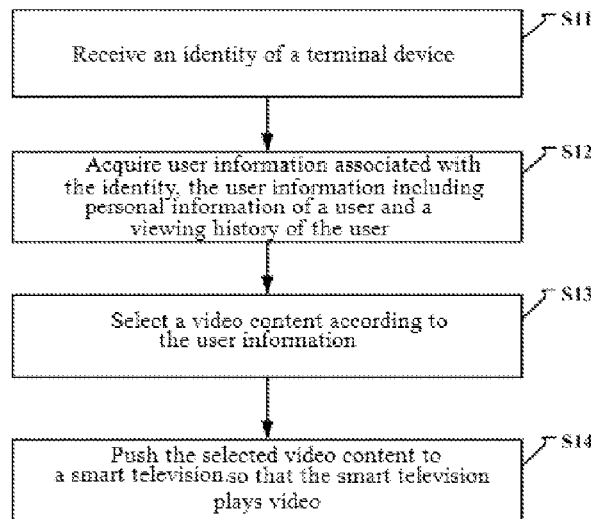 S11
Receive an identity of a terminal device
S12
Acquire user information associated with
the identity, the user information including
personal information of a user and a
viewing history of the user
S13
Select a video content according to
the user information
S14
Push the selected video content to
a smart television,so that the smart television
plays video